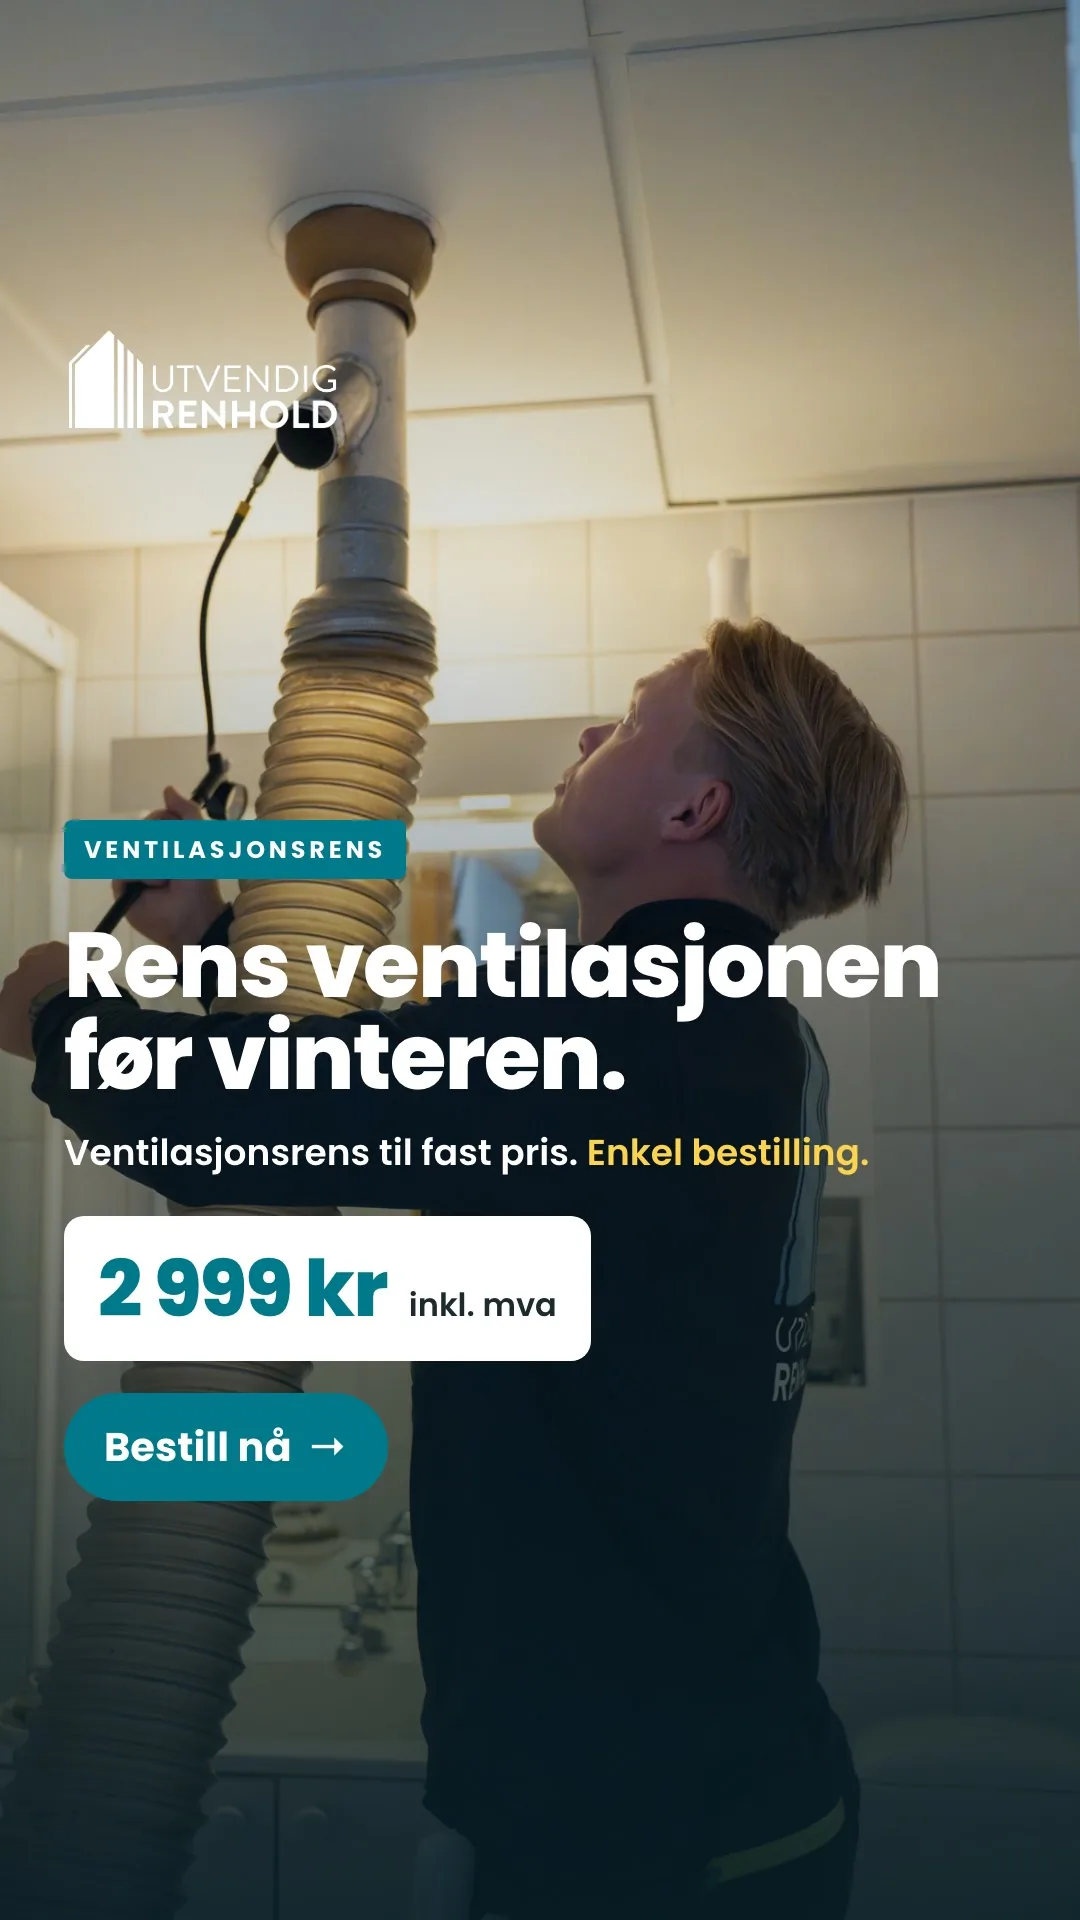 UTVENDIG
RENHOLD
VENTILASJONSRENS
Rens ventilasjonen
før vinteren.
Ventilasjonsrens til fast pris. Enkel bestilling.
2 999 kr inkl. mva
Bestill nå →